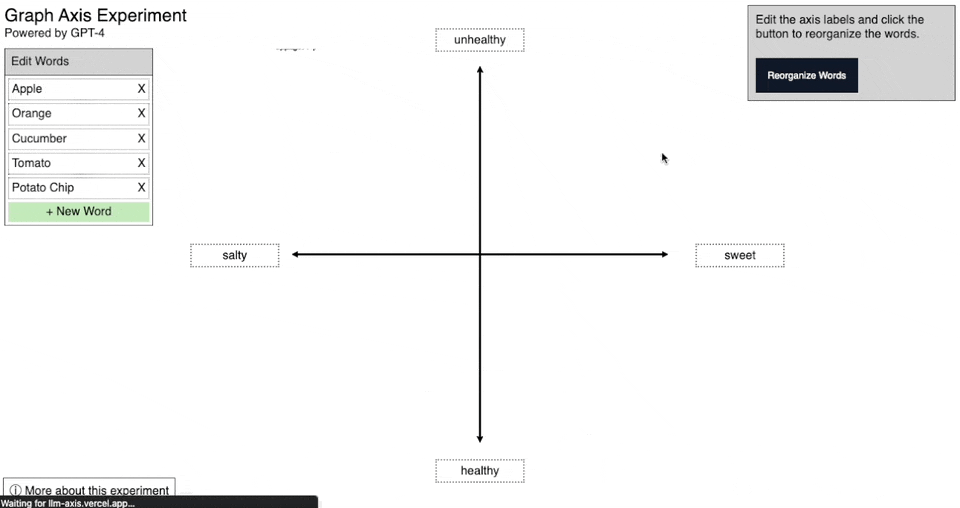 Graph Axis Experiment
Powered by GPT-4
Edit Words
Apple X
Orange X
Cucumber X
Tomato X
Potato Chip X
+ New Word
unhealthy
Edit the axis labels and click the
button to reorganize the words.
Reorganize Words
salty
sweet
healthy
ⓘ More about this experiment
Waiting for llm-axis.vercel.app...